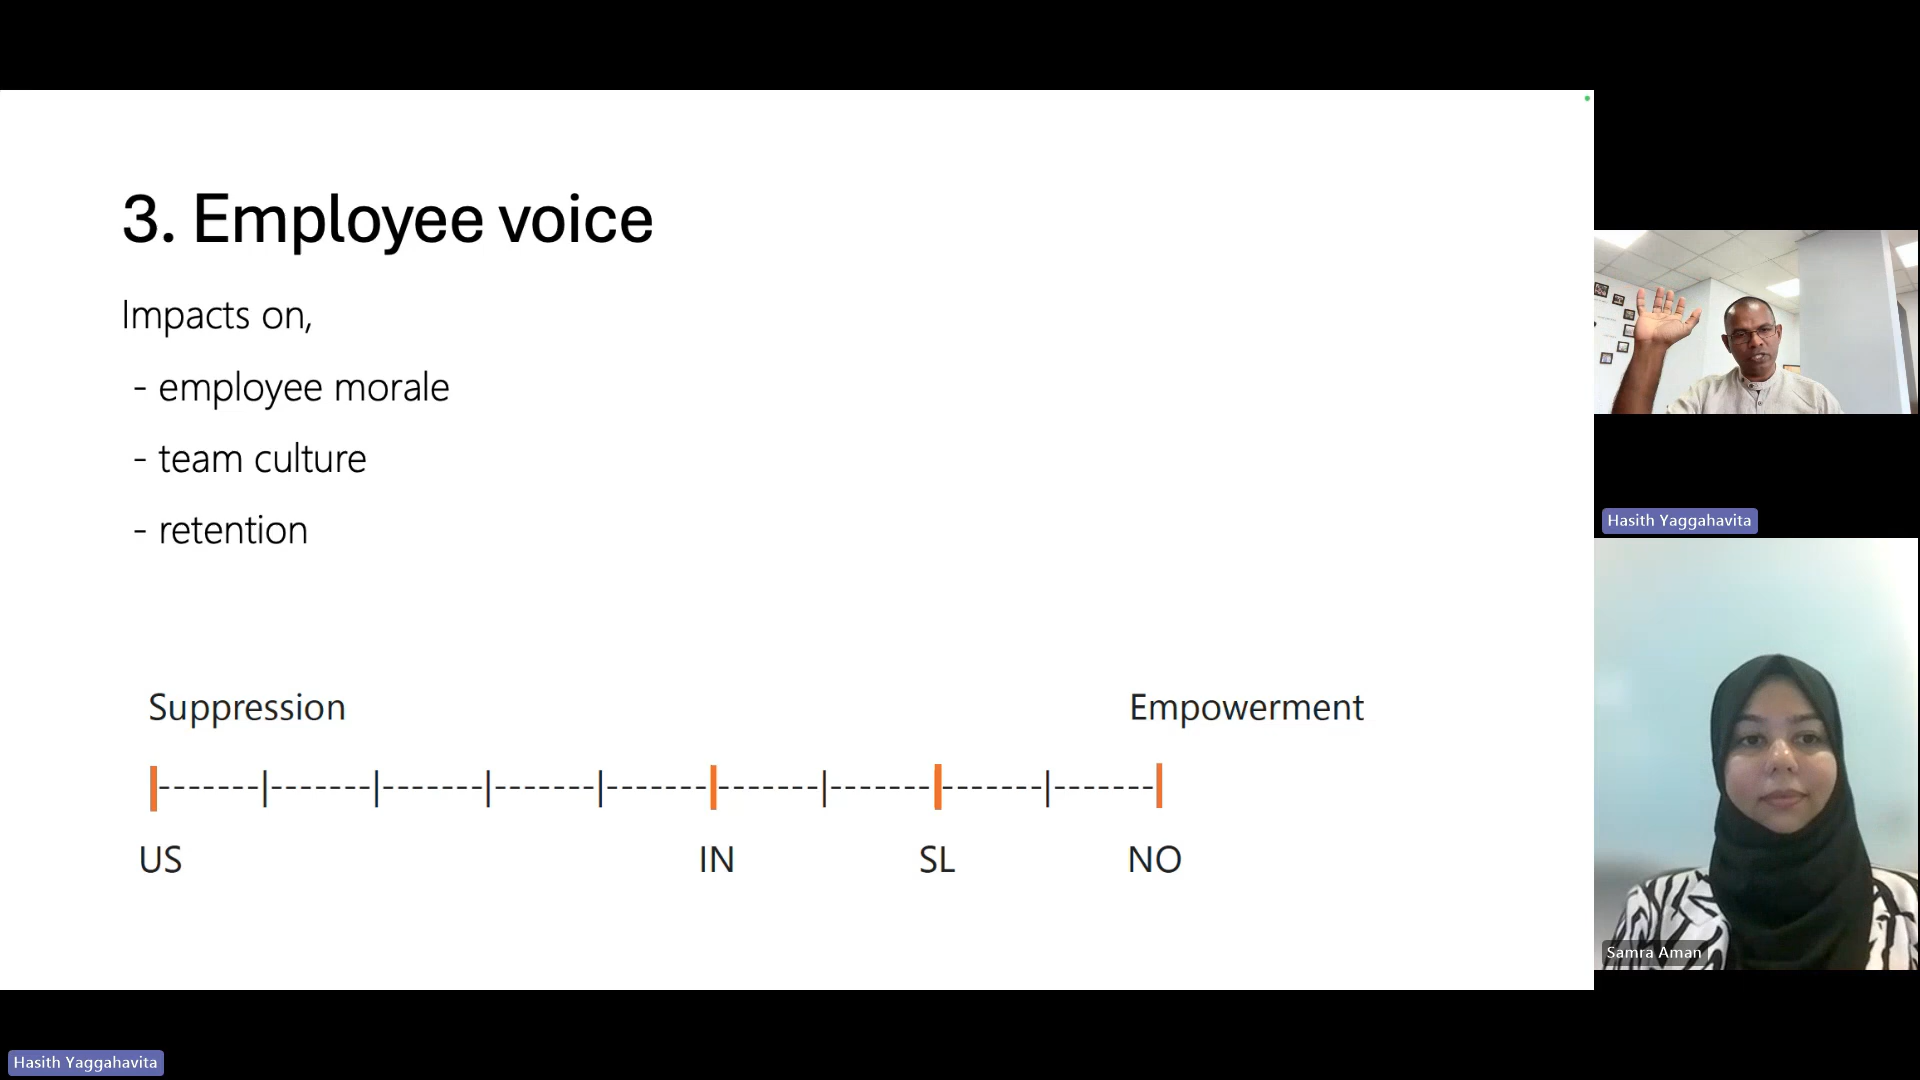 3. Employee voice
Impacts on,
- employee morale
- team culture
- retention
Suppression Empowerment
|-------|-------|-------|-------|-------|-------|-------|-------|-------|
US IN SL NO
Hasith Yaggahavita
Samra Aman
Hasith Yaggahavita